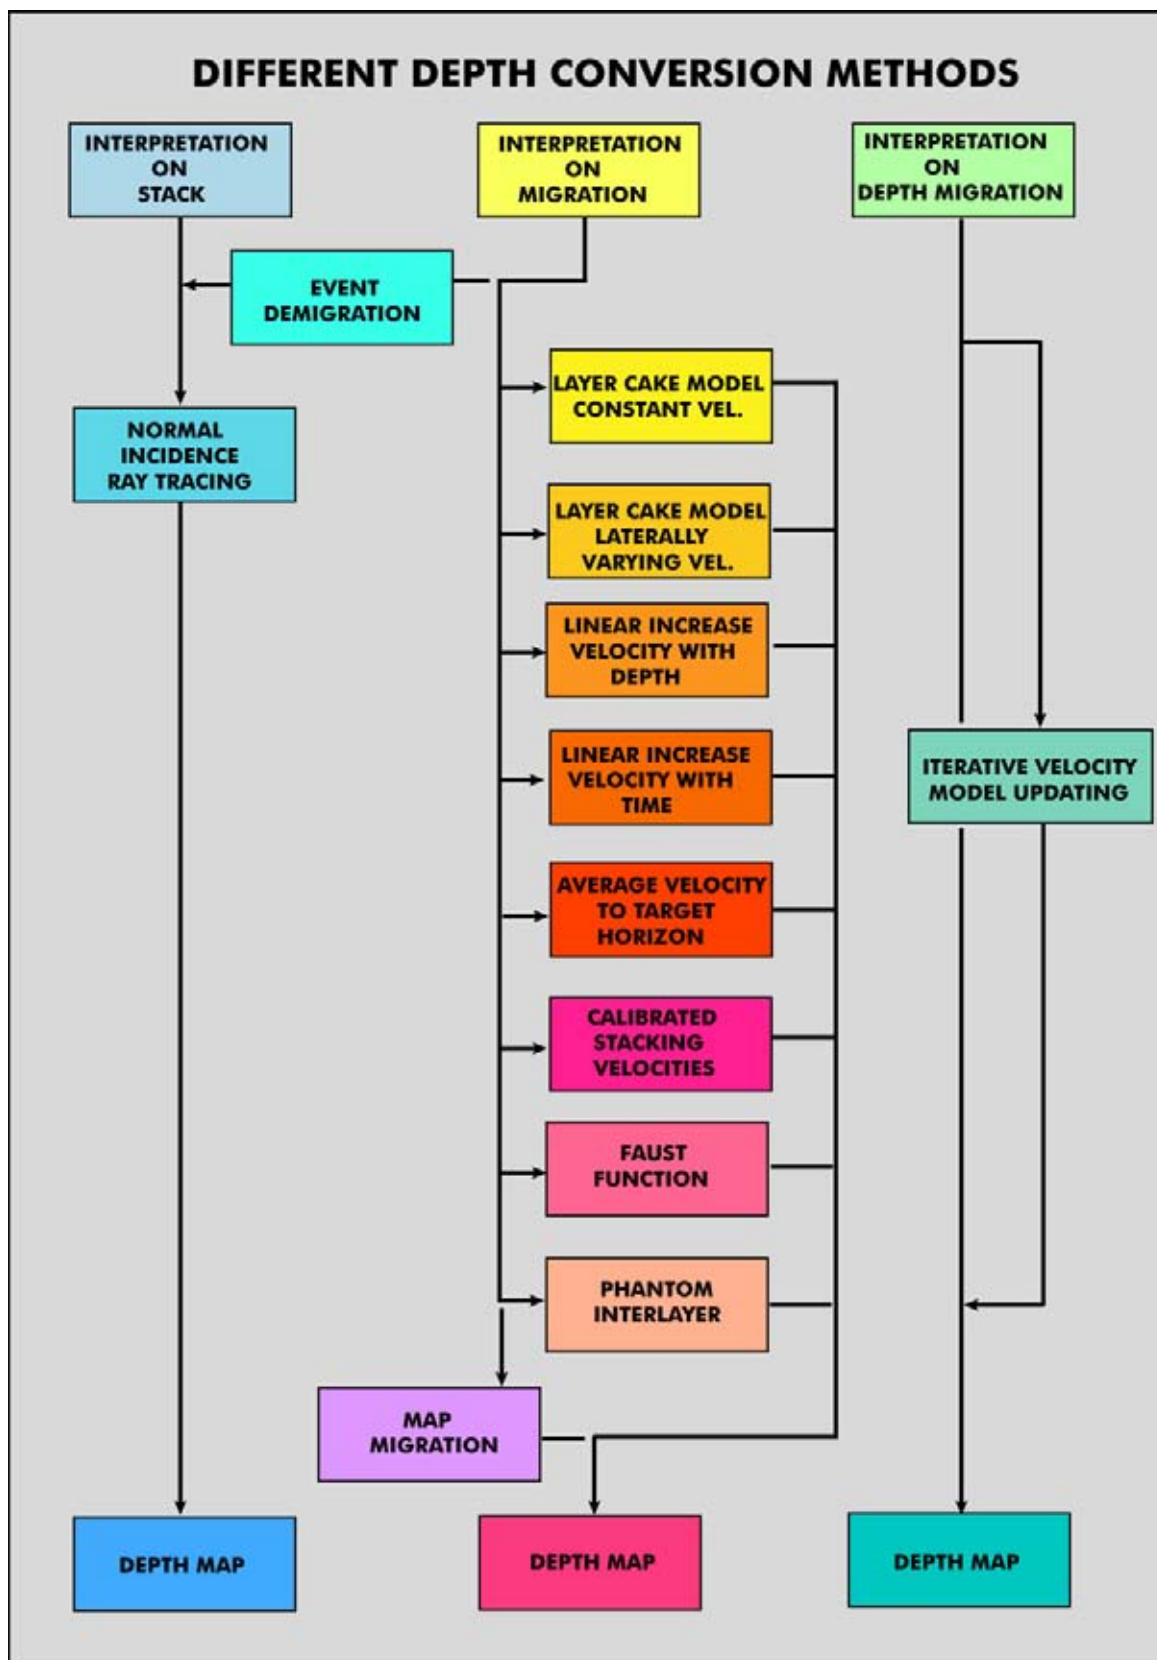 DIFFERENT DEPTH CONVERSION METHODS
INTERPRETATION
ON
STACK
INTERPRETATION
ON
MIGRATION
INTERPRETATION
ON
DEPTH MIGRATION
EVENT
DEMIGRATION
NORMAL
INCIDENCE
RAY TRACING
LAYER CAKE MODEL
CONSTANT VEL.
LAYER CAKE MODEL
LATERALLY
VARYING VEL.
LINEAR INCREASE
VELOCITY WITH
DEPTH
LINEAR INCREASE
VELOCITY WITH
TIME
ITERATIVE VELOCITY
MODEL UPDATING
AVERAGE VELOCITY
TO TARGET
HORIZON
CALIBRATED
STACKING
VELOCITIES
FAUST
FUNCTION
PHANTOM
INTERLAYER
MAP
MIGRATION
DEPTH MAP
DEPTH MAP
DEPTH MAP